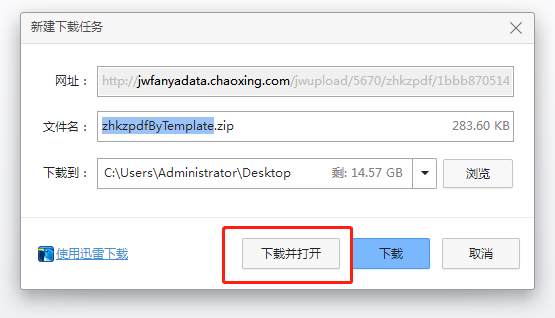 新建下载任务
网址：http://jwfanyadata.chaoxing.com/jwupload/5670/zhkzpdf/1bbb870514
文件名：zhkzpdfByTemplate.zip 283.60 KB
下载到：C:\Users\Administrator\Desktop 剩: 14.57 GB 浏览
使用迅雷下载 下载并打开 下载 取消